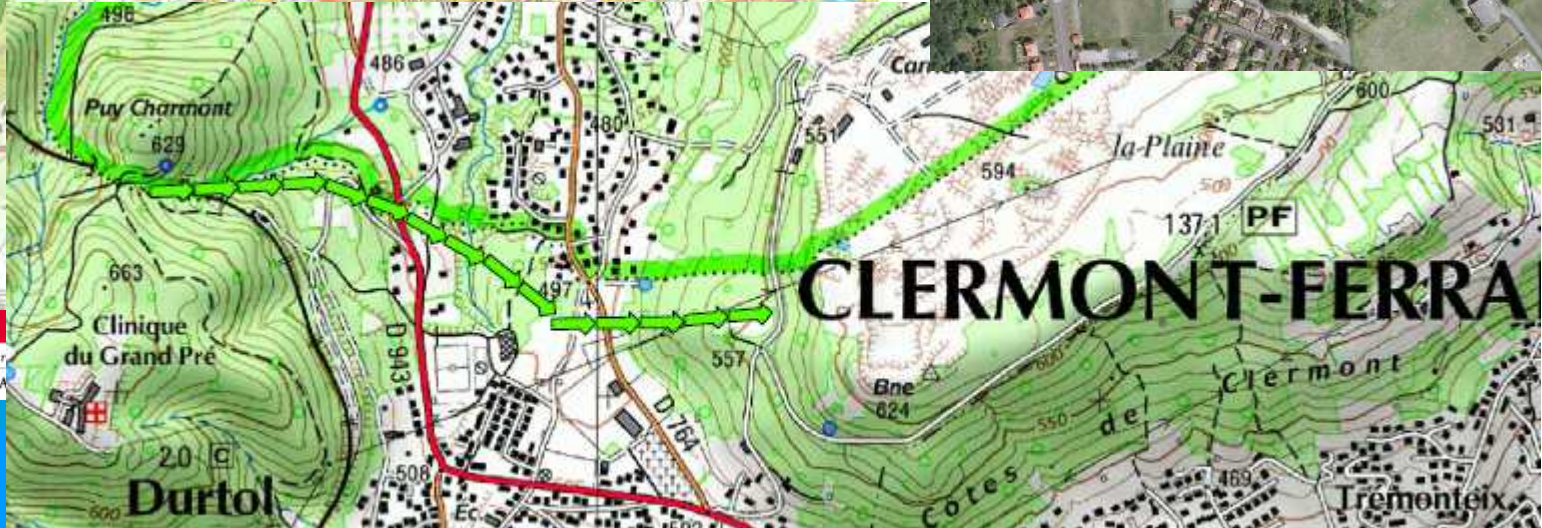 496
486
Puy Charmont
629
480
551
594
la Plaine
600
531
137,1 PF
663
497
CLERMONT-FERRA
Clinique
du Grand Pré
D 943
557
Bne
624
600
Clermont
550
de
D 764
2.0 C
508
Durtol
600
Ec.
Cotes
469
Trémonteix